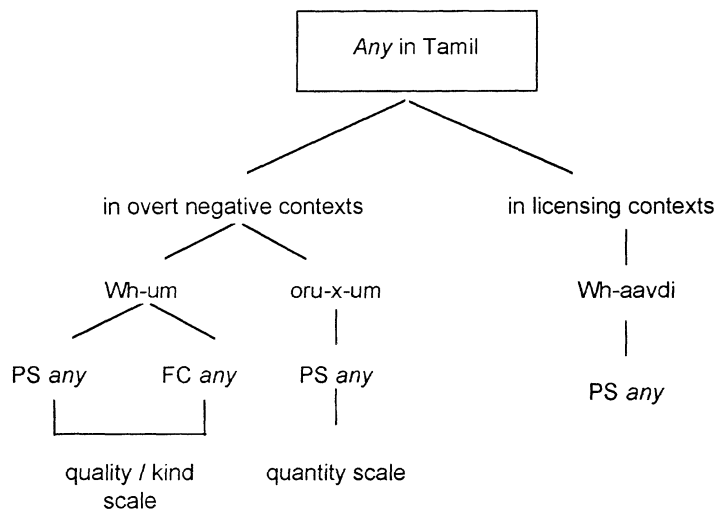 Any in Tamil
in overt negative contexts
in licensing contexts
Wh-um
oru-x-um
Wh-aavdi
PS any
FC any
PS any
PS any
quality / kind
scale
quantity scale